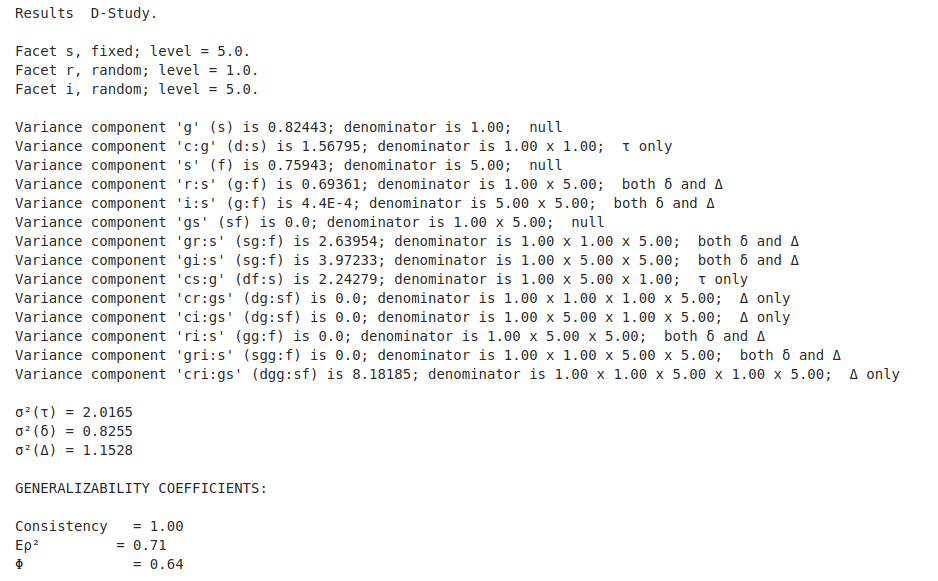 Results  D-Study.
Facet s, fixed; level = 5.0.
Facet r, random; level = 1.0.
Facet i, random; level = 5.0.
Variance component 'g' (s) is 0.82443; denominator is 1.00;  null
Variance component 'c:g' (d:s) is 1.56795; denominator is 1.00 x 1.00;  τ only
Variance component 's' (f) is 0.75943; denominator is 5.00;  null
Variance component 'r:s' (g:f) is 0.69361; denominator is 1.00 x 5.00;  both δ and Δ
Variance component 'i:s' (g:f) is 4.4E-4; denominator is 5.00 x 5.00;  both δ and Δ
Variance component 'gs' (sf) is 0.0; denominator is 1.00 x 5.00;  null
Variance component 'gr:s' (sg:f) is 2.63954; denominator is 1.00 x 1.00 x 5.00;  both δ and Δ
Variance component 'gi:s' (sg:f) is 3.97233; denominator is 1.00 x 5.00 x 5.00;  both δ and Δ
Variance component 'cs:g' (df:s) is 2.24279; denominator is 1.00 x 5.00 x 1.00;  τ only
Variance component 'cr:gs' (dg:sf) is 0.0; denominator is 1.00 x 1.00 x 1.00 x 5.00;  Δ only
Variance component 'ci:gs' (dg:sf) is 0.0; denominator is 1.00 x 5.00 x 1.00 x 5.00;  Δ only
Variance component 'ri:s' (gg:f) is 0.0; denominator is 1.00 x 5.00 x 5.00;  both δ and Δ
Variance component 'gri:s' (sgg:f) is 0.0; denominator is 1.00 x 1.00 x 5.00 x 5.00;  both δ and Δ
Variance component 'cri:gs' (dgg:sf) is 8.18185; denominator is 1.00 x 1.00 x 5.00 x 1.00 x 5.00;  Δ only
σ²(τ) = 2.0165
σ²(δ) = 0.8255
σ²(Δ) = 1.1528
GENERALIZABILITY COEFFICIENTS:
Consistency   = 1.00
Eρ²         = 0.71
Φ             = 0.64